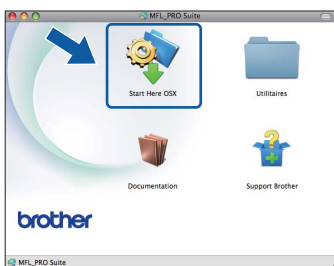 MFL_PRO Suite
Start Here OSX
Utilitaires
Documentation
Support Brother
brother
MFL_PRO Suite